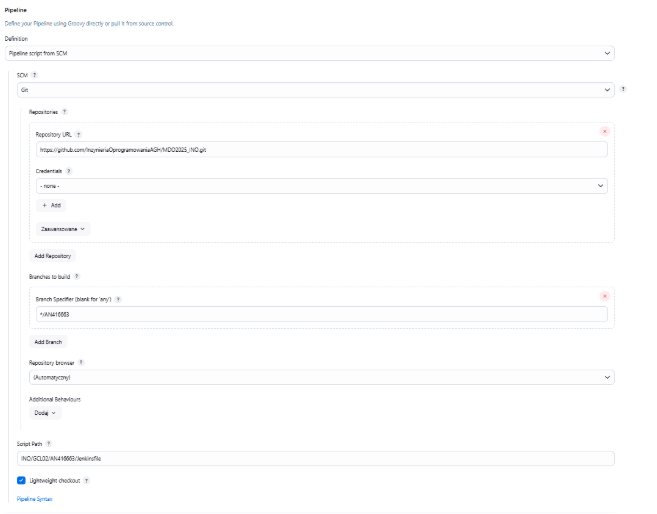 Pipeline
Define your Pipeline using Groovy directly or pull it from source control.
Definition
Pipeline script from SCM
SCM ?
Git
?
Repositories ?
Repository URL ?
https://github.com/InzynieriaOprogramowaniaAGH/MDO2025_INO.git
Credentials ?
- none -
+ Add
Zaawansowane
Add Repository
Branches to build ?
Branch Specifier (blank for 'any') ?
*/AN416663
Add Branch
Repository browser ?
(Automatyczny)
Additional Behaviours
Dodaj
Script Path ?
INO/GCL02/AN416663/Jenkinsfile
Lightweight checkout ?
Pipeline Syntax